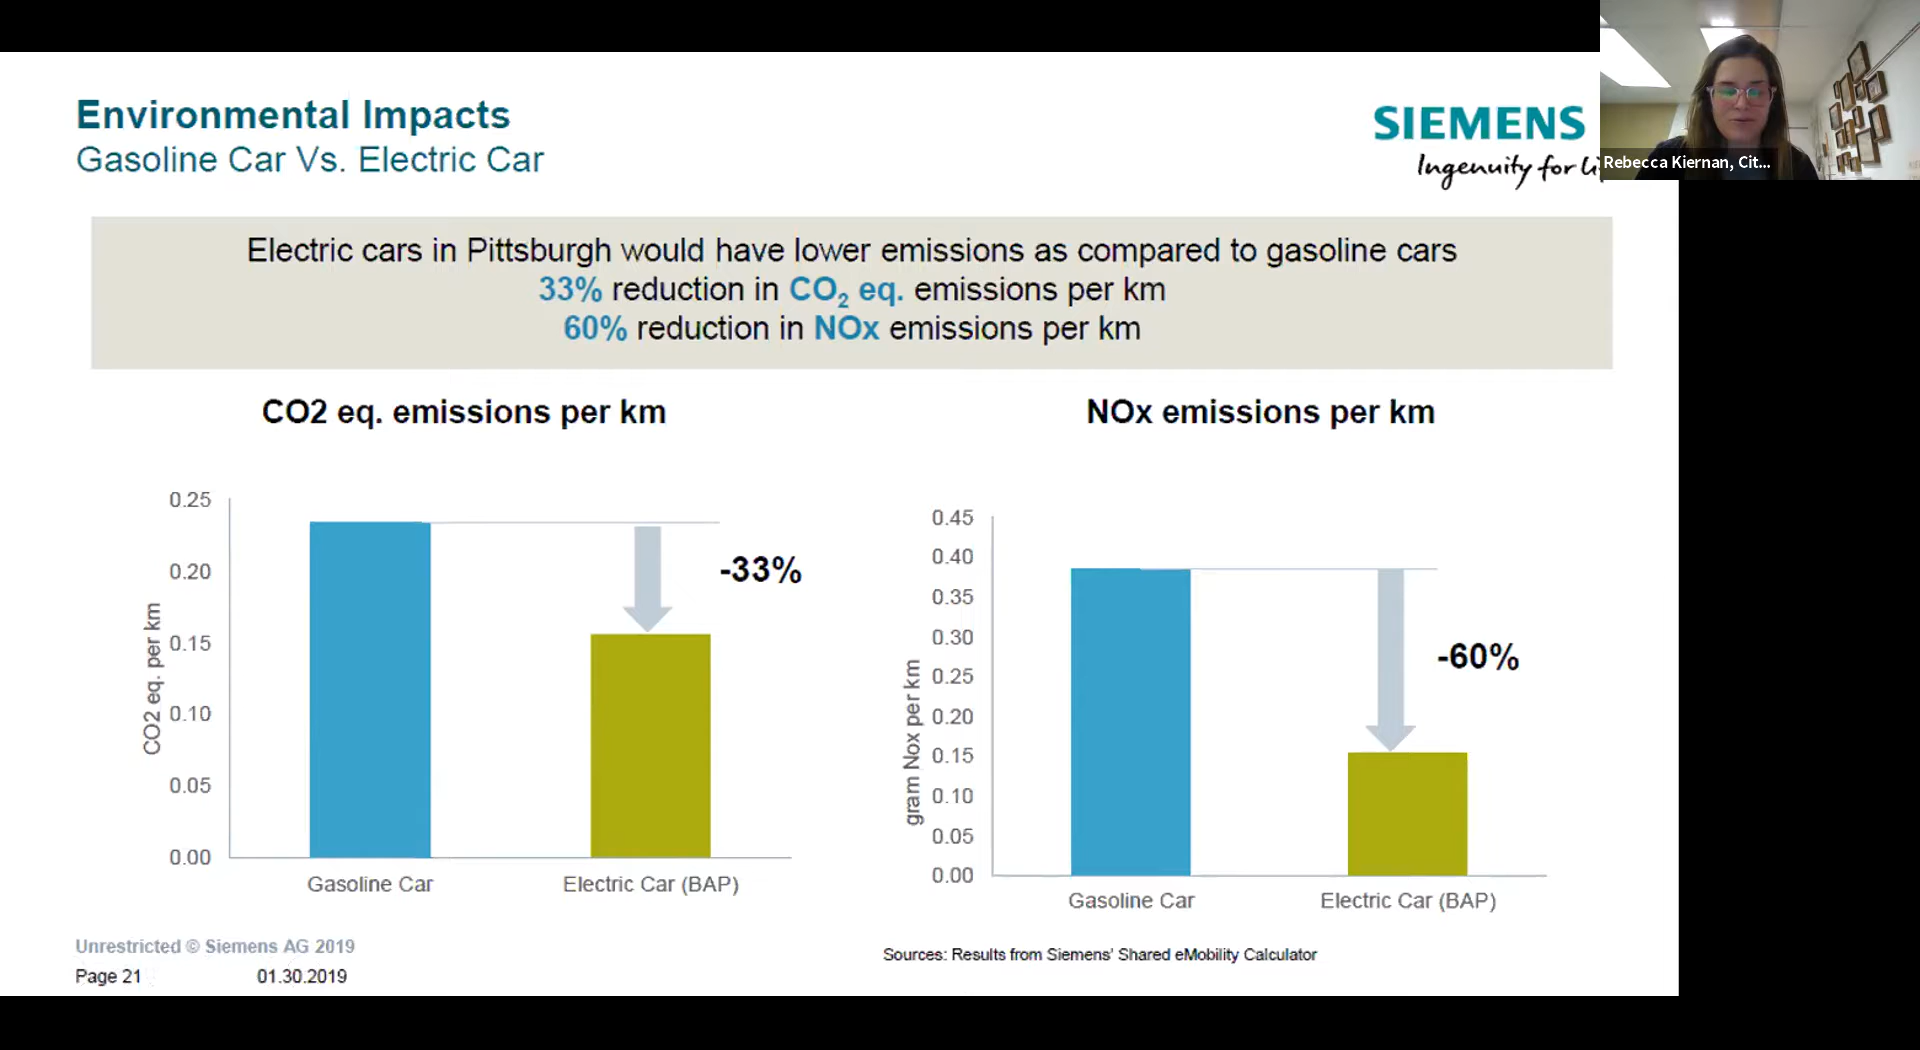 Environmental Impacts
Gasoline Car Vs. Electric Car
SIEMENS
Ingenuity for
Rebecca Kiernan, Cit...
Electric cars in Pittsburgh would have lower emissions as compared to gasoline cars
33% reduction in CO2 eq. emissions per km
60% reduction in NOx emissions per km
CO2 eq. emissions per km
CO2 eq. per km
0.25
0.20
0.15
0.10
0.05
0.00
-33%
Gasoline Car
Electric Car (BAP)
NOx emissions per km
gram Nox per km
0.45
0.40
0.35
0.30
0.25
0.20
0.15
0.10
0.05
0.00
-60%
Gasoline Car
Electric Car (BAP)
Unrestricted © Siemens AG 2019
Page 21
01.30.2019
Sources: Results from Siemens' Shared eMobility Calculator